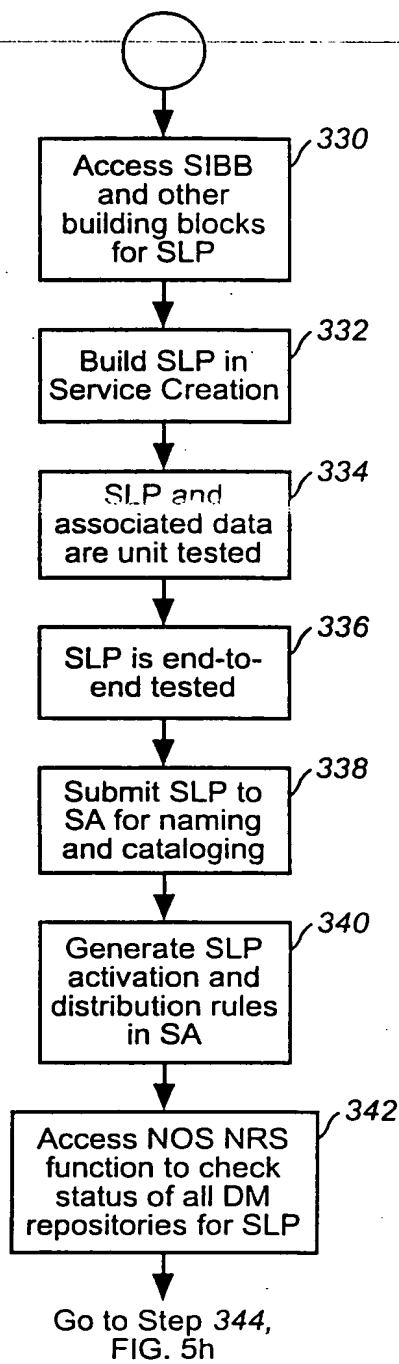 330
Access SIBB
and other
building blocks
for SLP
332
Build SLP in
Service Creation
334
SLP and
associated data
are unit tested
336
SLP is end-to-
end tested
338
Submit SLP to
SA for naming
and cataloging
340
Generate SLP
activation and
distribution rules
in SA
342
Access NOS NRS
function to check
status of all DM
repositories for SLP
Go to Step 344,
FIG. 5h